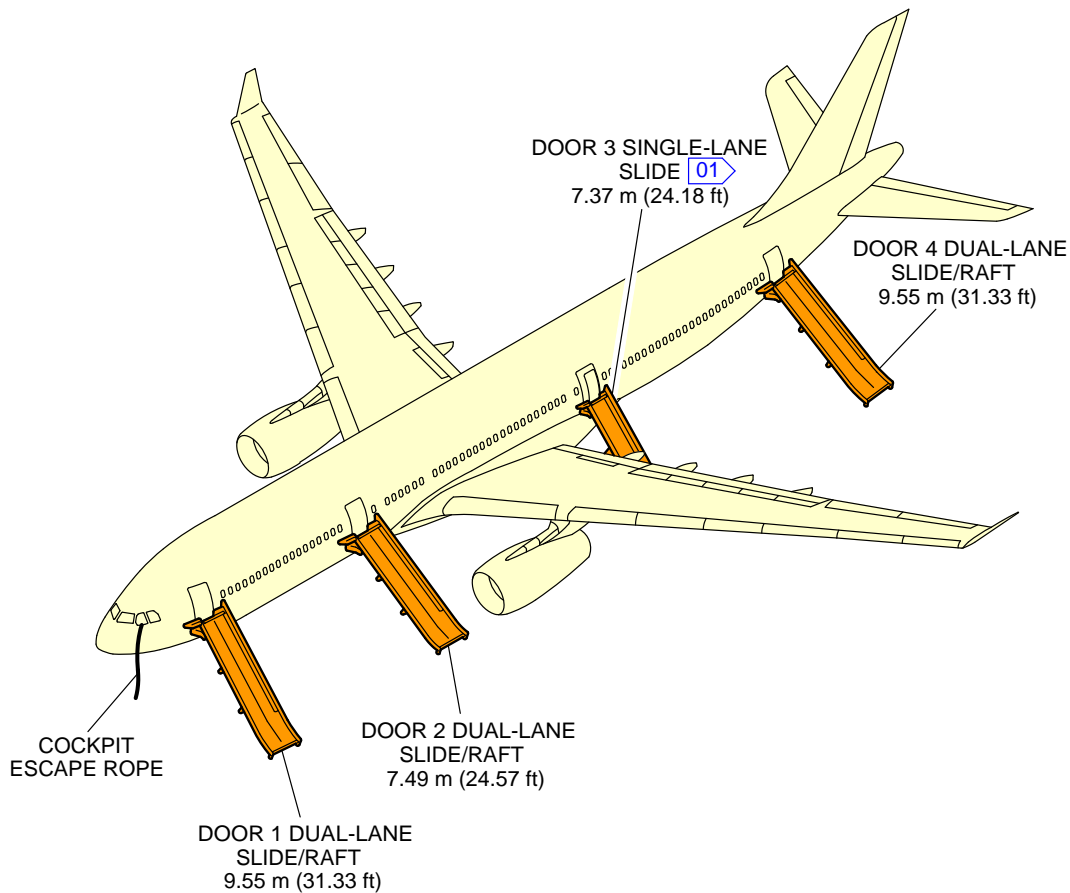 DOOR 3 SINGLE-LANE
SLIDE 01
7.37 m (24.18 ft)
DOOR 4 DUAL-LANE
SLIDE/RAFT
9.55 m (31.33 ft)
COCKPIT
ESCAPE ROPE
DOOR 2 DUAL-LANE
SLIDE/RAFT
7.49 m (24.57 ft)
DOOR 1 DUAL-LANE
SLIDE/RAFT
9.55 m (31.33 ft)